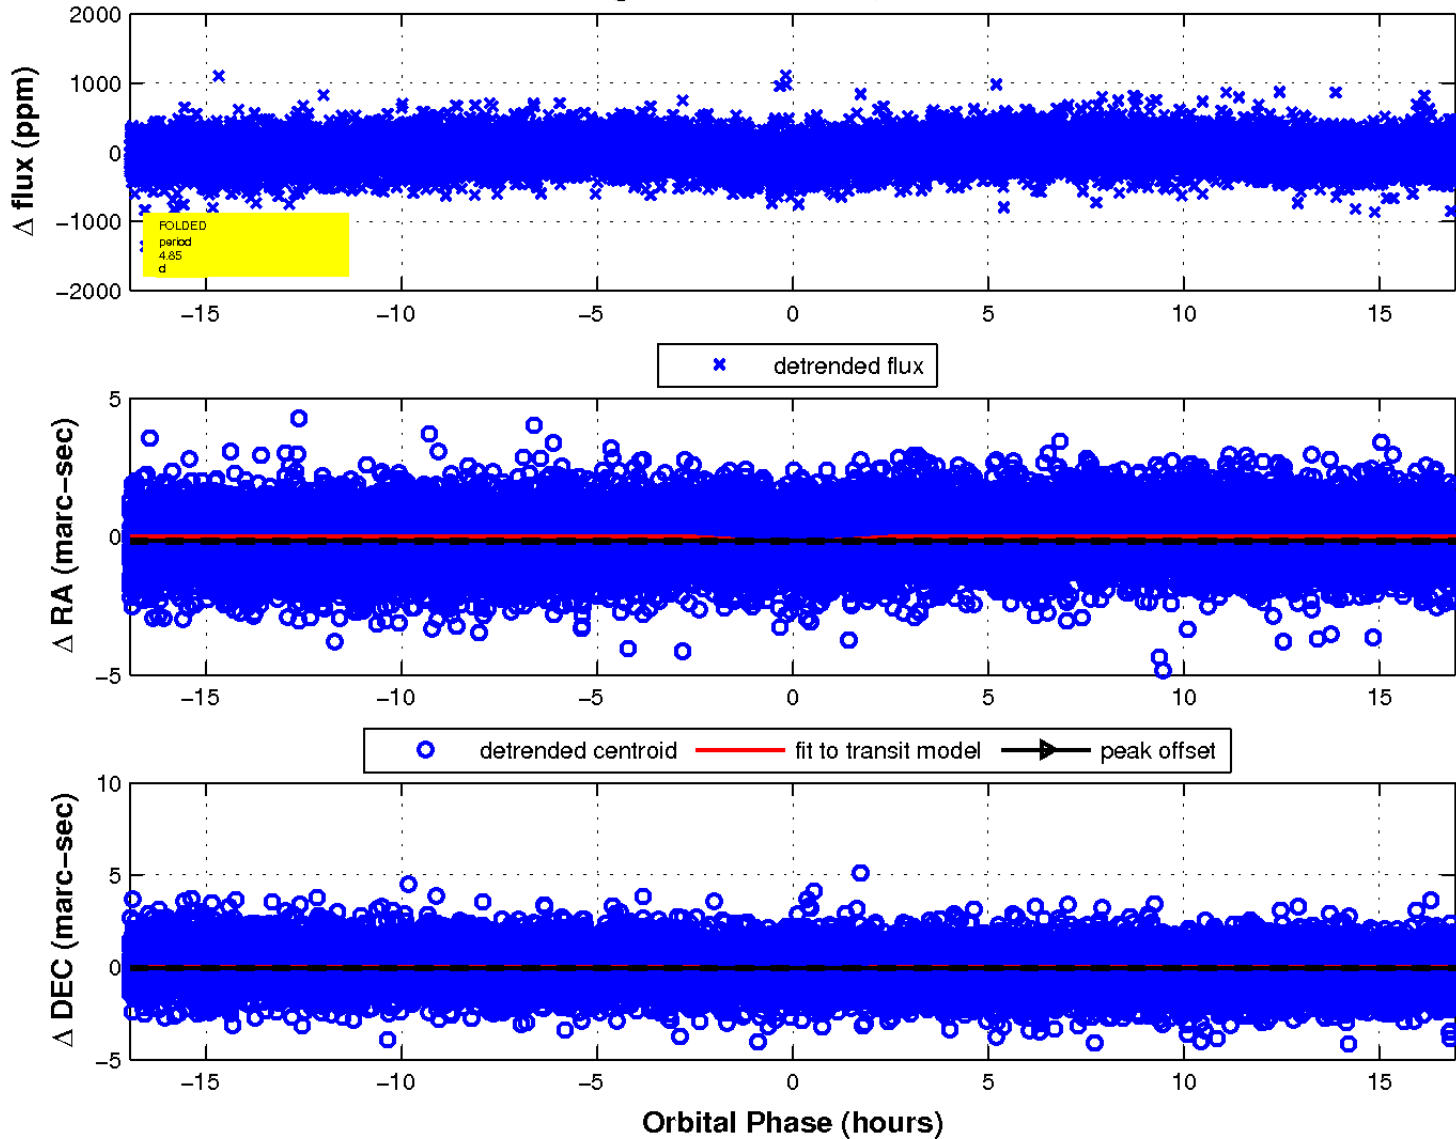 2000
1000
0
−1000
−2000
Δ flux (ppm)
FOLDED
period
4.85
d
−15 −10 −5 0 5 10 15
detrended flux
5
0
−5
Δ RA (marc−sec)
−15 −10 −5 0 5 10 15
detrended centroid fit to transit model peak offset
10
5
0
−5
Δ DEC (marc−sec)
−15 −10 −5 0 5 10 15
Orbital Phase (hours)